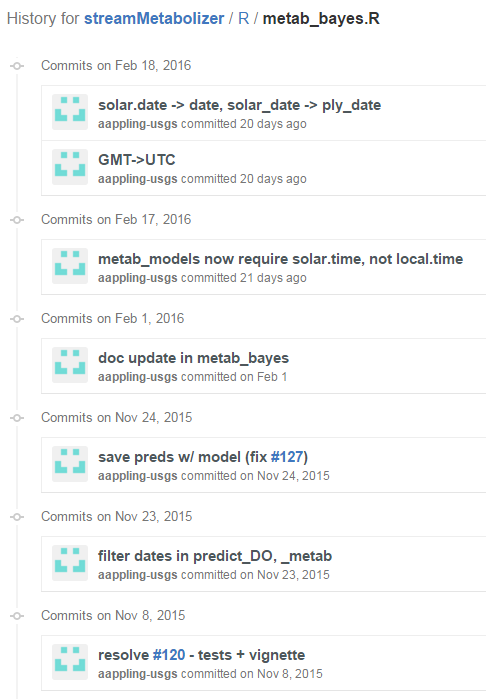 History for streamMetabolizer / R / metab_bayes.R
Commits on Feb 18, 2016
solar.date -> date, solar_date -> ply_date
aappling-usgs committed 20 days ago
GMT->UTC
aappling-usgs committed 20 days ago
Commits on Feb 17, 2016
metab_models now require solar.time, not local.time
aappling-usgs committed 21 days ago
Commits on Feb 1, 2016
doc update in metab_bayes
aappling-usgs committed on Feb 1
Commits on Nov 24, 2015
save preds w/ model (fix #127)
aappling-usgs committed on Nov 24, 2015
Commits on Nov 23, 2015
filter dates in predict_DO, _metab
aappling-usgs committed on Nov 23, 2015
Commits on Nov 8, 2015
resolve #120 - tests + vignette
aappling-usgs committed on Nov 8, 2015